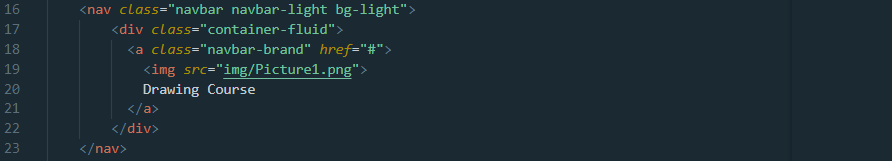 16 <nav class="navbar navbar-light bg-light">
17 <div class="container-fluid">
18 <a class="navbar-brand" href="#">
19 <img src="img/Picture1.png">
20 Drawing Course
21 </a>
22 </div>
23 </nav>